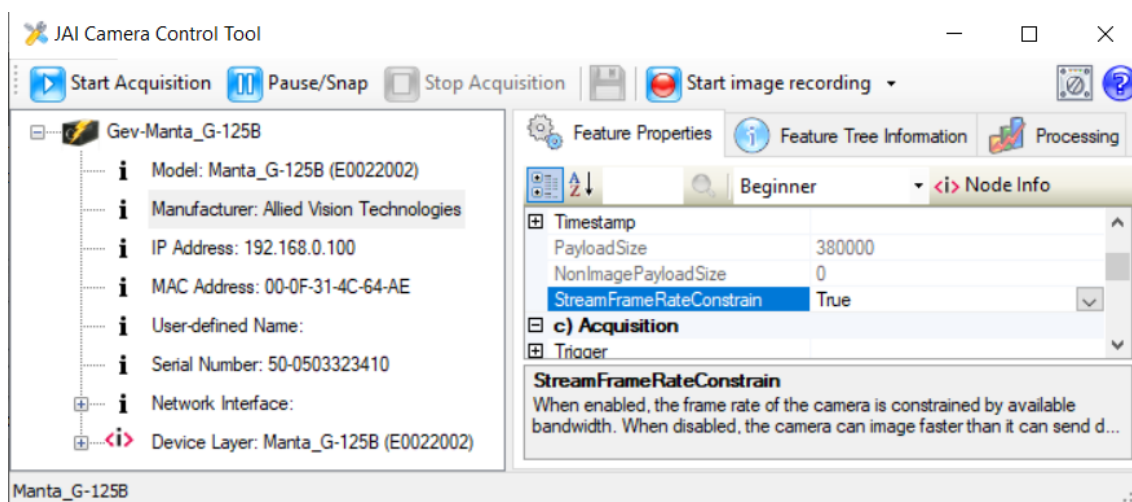 JAI Camera Control Tool
Start Acquisition Pause/Snap Stop Acquisition Start image recording
Gev-Manta_G-125B
Model: Manta_G-125B (E0022002)
Manufacturer: Allied Vision Technologies
IP Address: 192.168.0.100
MAC Address: 00-0F-31-4C-64-AE
User-defined Name:
Serial Number: 50-0503323410
Network Interface:
Device Layer: Manta_G-125B (E0022002)
Feature Properties Feature Tree Information Processing
Beginner <i> Node Info
Timestamp
PayloadSize 380000
NonImagePayloadSize 0
StreamFrameRateConstrain True
c) Acquisition
Trigger
StreamFrameRateConstrain
When enabled, the frame rate of the camera is constrained by available
bandwidth. When disabled, the camera can image faster than it can send d...
Manta_G-125B